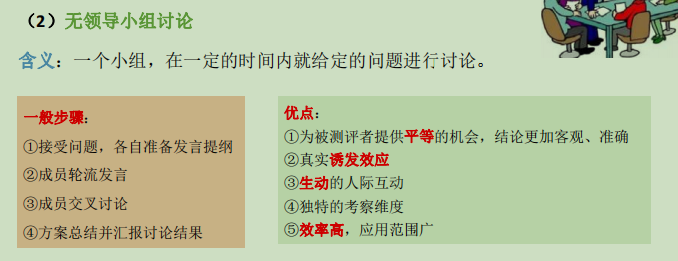 （2）无领导小组讨论
含义：一个小组，在一定的时间内就给定的问题进行讨论。
一般步骤：
①接受问题，各自准备发言提纲
②成员轮流发言
③成员交叉讨论
④方案总结并汇报讨论结果
优点：
①为被测评者提供平等的机会，结论更加客观、准确
②真实诱发效应
③生动的人际互动
④独特的考察维度
⑤效率高，应用范围广